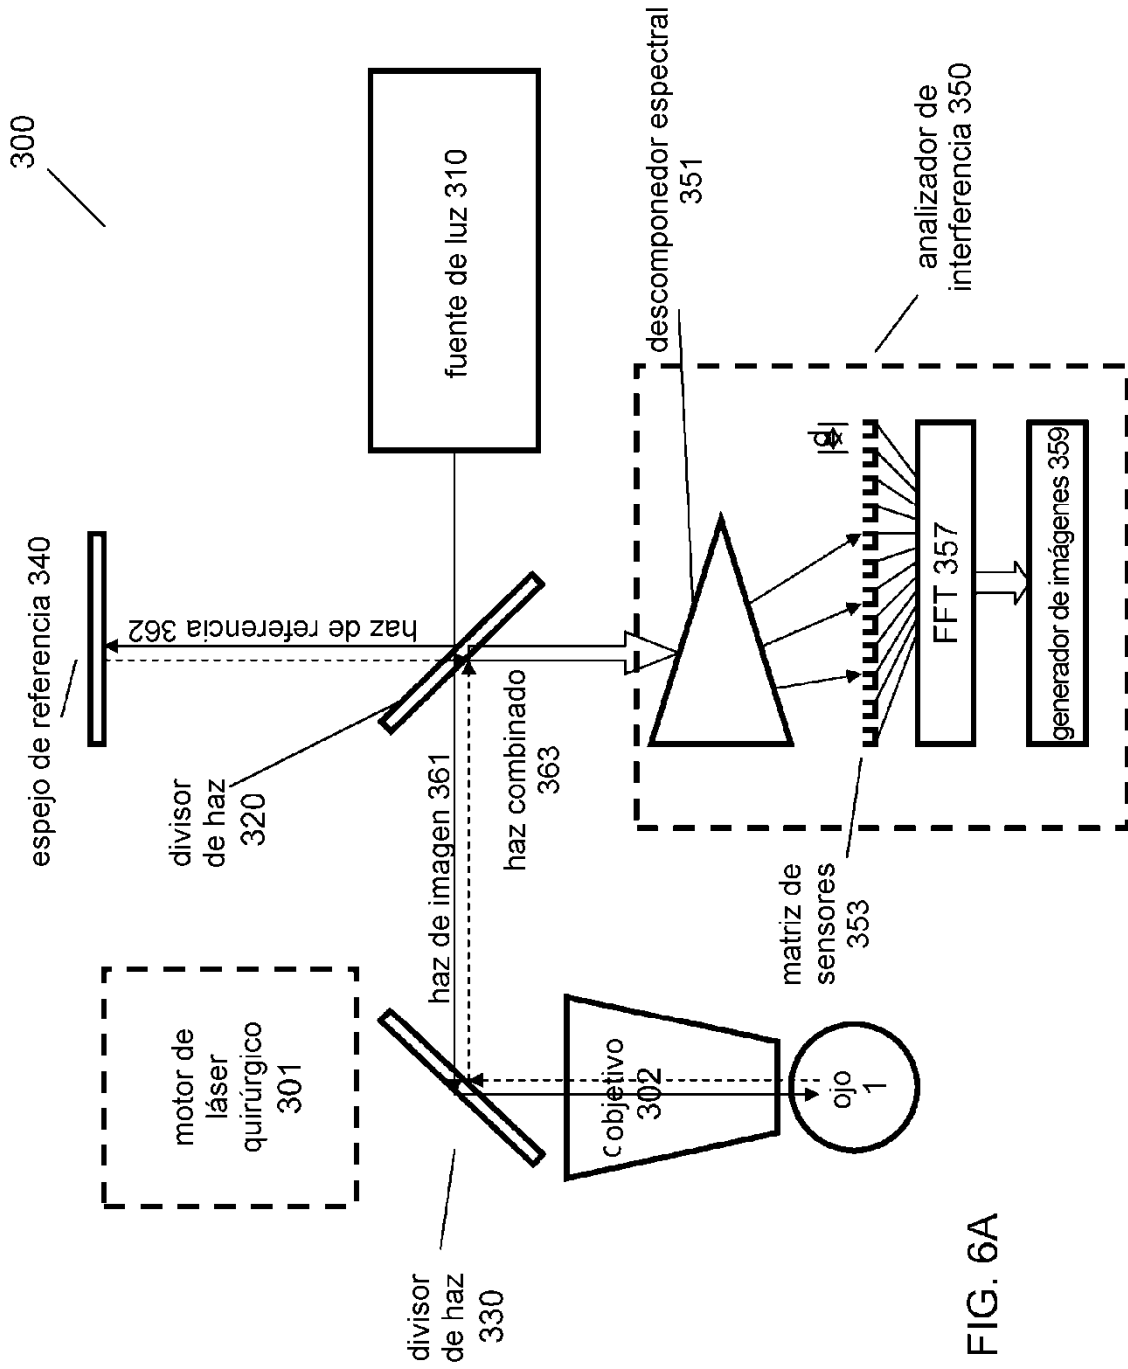 300
espejo de referencia 340
divisor
de haz
320
haz de referencia 362
fuente de luz 310
motor de
láser
quirúrgico
301
haz de imagen 361
haz combinado
363
divisor
de haz
330
Cobjetivo
302
ojo
1
descomponedor espectral
351
analizador de
interferencia 350
matriz de
sensores
353
dx
FFT 357
generador de imágenes 359
FIG. 6A